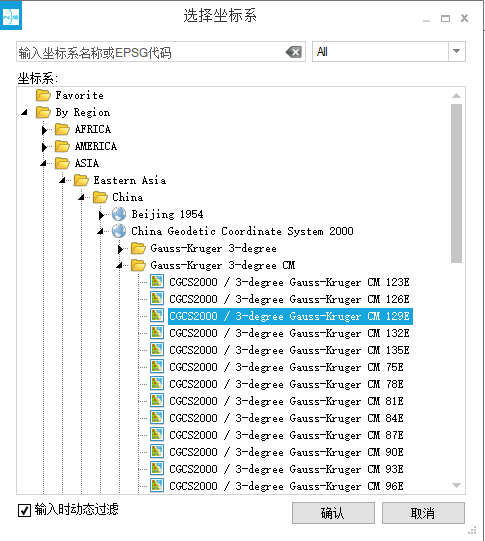 选择坐标系
输入坐标系名称或EPSG代码
All
坐标系:
Favorite
By Region
AFRICA
AMERICA
ASIA
Eastern Asia
China
Beijing 1954
China Geodetic Coordinate System 2000
Gauss-Kruger 3-degree
Gauss-Kruger 3-degree CM
CGCS2000 / 3-degree Gauss-Kruger CM 123E
CGCS2000 / 3-degree Gauss-Kruger CM 126E
CGCS2000 / 3-degree Gauss-Kruger CM 129E
CGCS2000 / 3-degree Gauss-Kruger CM 132E
CGCS2000 / 3-degree Gauss-Kruger CM 135E
CGCS2000 / 3-degree Gauss-Kruger CM 75E
CGCS2000 / 3-degree Gauss-Kruger CM 78E
CGCS2000 / 3-degree Gauss-Kruger CM 81E
CGCS2000 / 3-degree Gauss-Kruger CM 84E
CGCS2000 / 3-degree Gauss-Kruger CM 87E
CGCS2000 / 3-degree Gauss-Kruger CM 90E
CGCS2000 / 3-degree Gauss-Kruger CM 93E
CGCS2000 / 3-degree Gauss-Kruger CM 96E
输入时动态过滤
确认
取消